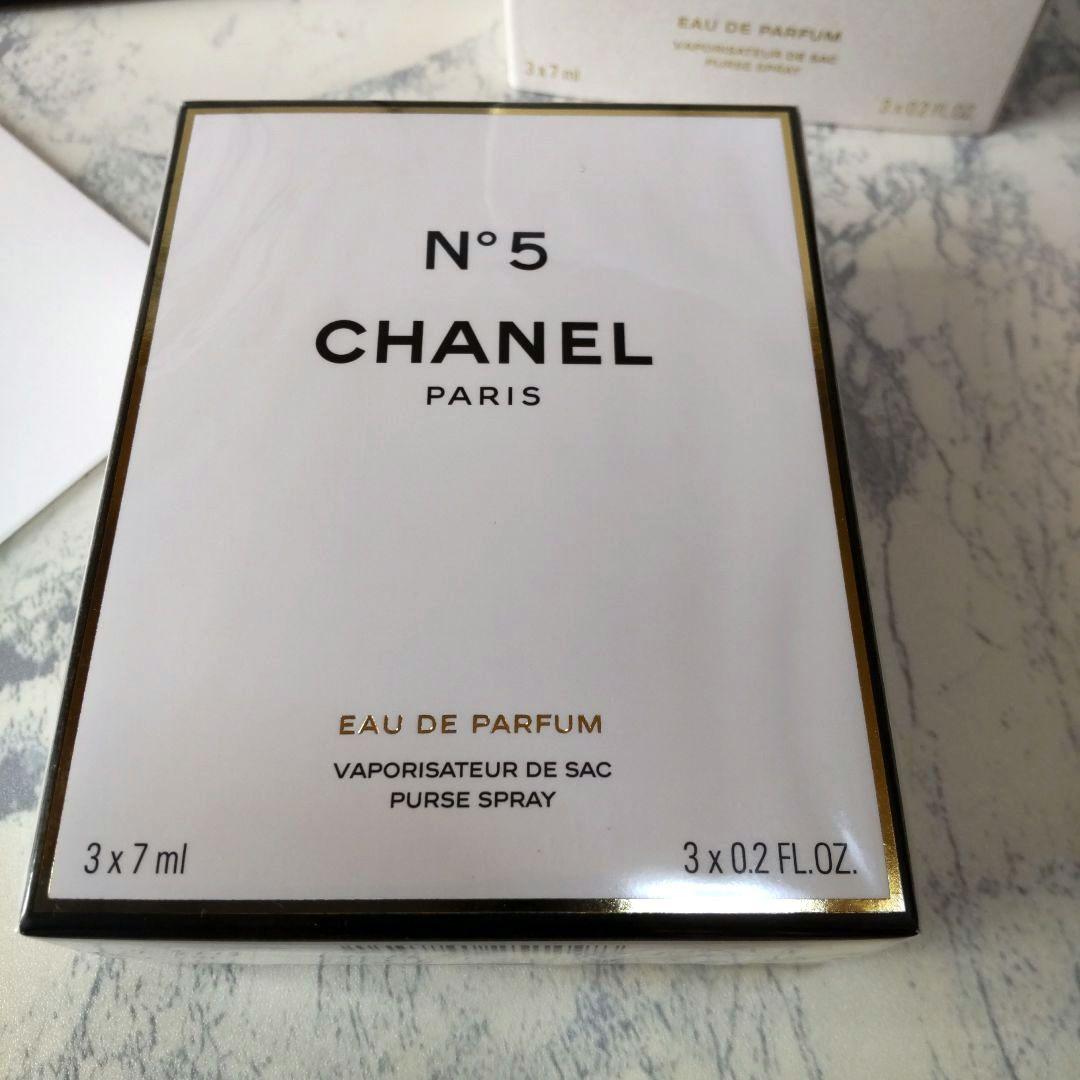 EAU DE PARFUM
VAPORISATEUR DE SAC
PURSE SPRAY
3 x 7 ml
3 x 0.2 FL.OZ.
N° 5
CHANEL
PARIS
EAU DE PARFUM
VAPORISATEUR DE SAC
PURSE SPRAY
3 x 7 ml
3 x 0.2 FL.OZ.